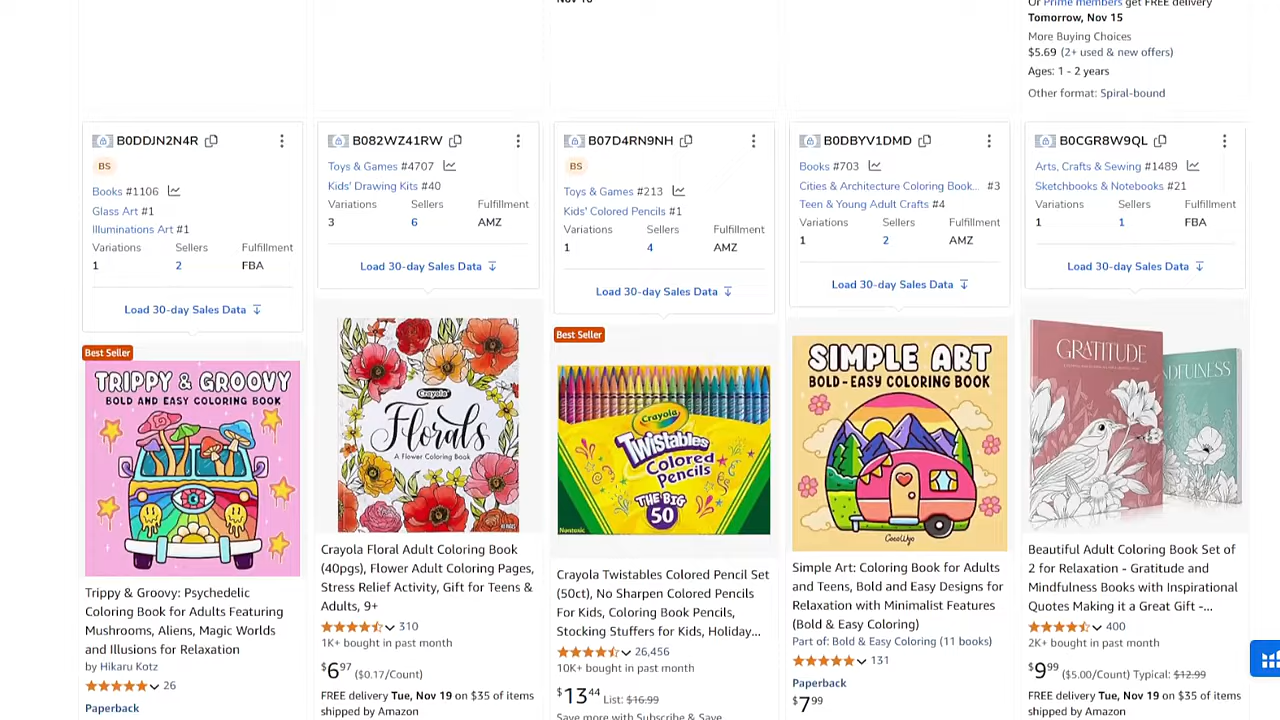 Nov 18
Or Prime members get FREE delivery
Tomorrow, Nov 15
More Buying Choices
$5.69 (2+ used & new offers)
Ages: 1 - 2 years
Other format: Spiral-bound
B0DDJN2N4R
BS
Books #1106
Glass Art #1
Illuminations Art #1
Variations Sellers Fulfillment
1 2 FBA
Load 30-day Sales Data
Best Seller
TRIPPY & GROOVY
BOLD AND EASY COLORING BOOK
Trippy & Groovy: Psychedelic
Coloring Book for Adults Featuring
Mushrooms, Aliens, Magic Worlds
and Illusions for Relaxation
by Hikaru Kotz
26
Paperback
B082WZ41RW
Toys & Games #4707
Kids' Drawing Kits #40
Variations Sellers Fulfillment
3 6 AMZ
Load 30-day Sales Data
Crayola
Florals
A Flower Coloring Book
Crayola Floral Adult Coloring Book
(40pgs), Flower Adult Coloring Pages,
Stress Relief Activity, Gift for Teens &
Adults, 9+
310
1K+ bought in past month
$6.97 ($0.17/Count)
FREE delivery Tue, Nov 19 on $35 of items
shipped by Amazon
B07D4RN9NH
BS
Toys & Games #213
Kids' Colored Pencils #1
Variations Sellers Fulfillment
1 4 AMZ
Load 30-day Sales Data
Best Seller
Crayola
Twistables
Colored
Pencils
THE BIG
50
Nontoxic
Crayola Twistables Colored Pencil Set
(50ct), No Sharpen Colored Pencils
For Kids, Coloring Book Pencils,
Stocking Stuffers for Kids, Holiday...
26,456
10K+ bought in past month
$13.44 List: $16.99
Save more with Subscribe & Save
B0DBYV1DMD
Books #703
Cities & Architecture Coloring Book... #3
Teen & Young Adult Crafts #4
Variations Sellers Fulfillment
1 2 AMZ
Load 30-day Sales Data
SIMPLE ART
BOLD-EASY COLORING BOOK
CocoWyo
Simple Art: Coloring Book for Adults
and Teens, Bold and Easy Designs for
Relaxation with Minimalist Features
(Bold & Easy Coloring)
Part of: Bold & Easy Coloring (11 books)
131
Paperback
$7.99
B0CGR8W9QL
Arts, Crafts & Sewing #1489
Sketchbooks & Notebooks #21
Variations Sellers Fulfillment
1 1 FBA
Load 30-day Sales Data
GRATITUDE
NDFULNESS
Beautiful Adult Coloring Book Set of
2 for Relaxation - Gratitude and
Mindfulness Books with Inspirational
Quotes Making it a Great Gift -...
400
2K+ bought in past month
$9.99 ($5.00/Count) Typical: $12.99
FREE delivery Tue, Nov 19 on $35 of items
shipped by Amazon